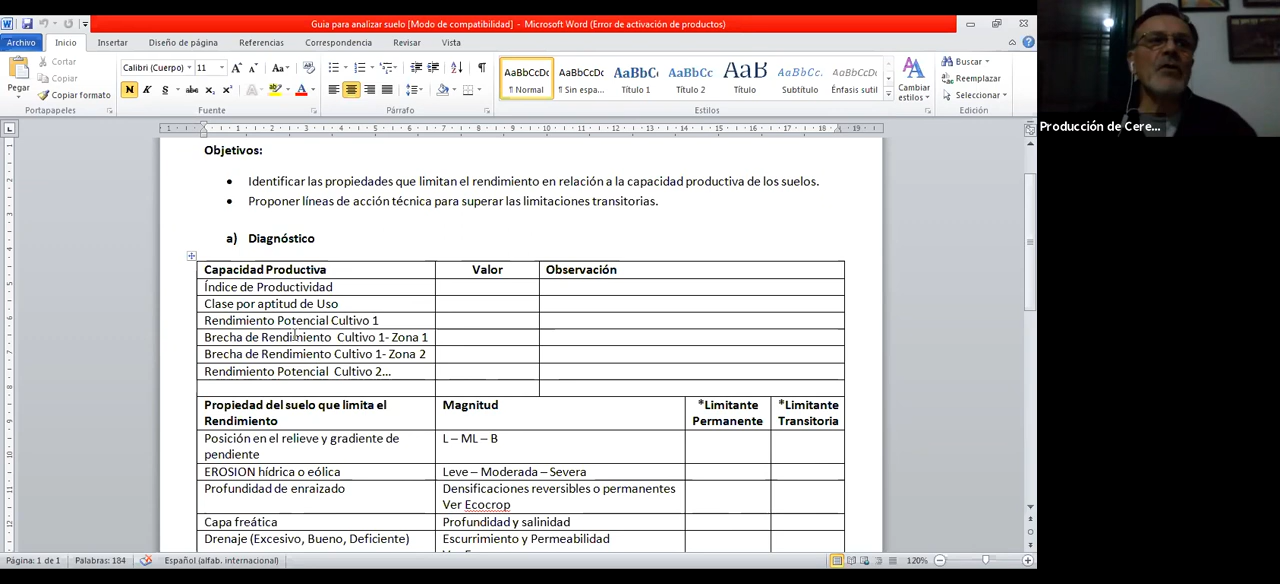 Guia para analizar suelo [Modo de compatibilidad] - Microsoft Word (Error de activación de productos)
Archivo Inicio Insertar Diseño de página Referencias Correspondencia Revisar Vista
Cortar
Copiar
Copiar formato
Pegar
Portapapeles
Calibri (Cuerpo) 11
Fuente
Párrafo
AaBbCcDc AaBbCcDc AaBbC AaBbCc AaB AaBbCc. AaBbCcDc
¶ Normal ¶ Sin espa... Título 1 Título 2 Título Subtítulo Énfasis sutil
Cambiar estilos
Estilos
Buscar
Reemplazar
Seleccionar
Edición
Producción de Cere...
Objetivos:
• Identificar las propiedades que limitan el rendimiento en relación a la capacidad productiva de los suelos.
• Proponer líneas de acción técnica para superar las limitaciones transitorias.
a) Diagnóstico
Capacidad Productiva Valor Observación
Índice de Productividad
Clase por aptitud de Uso
Rendimiento Potencial Cultivo 1
Brecha de Rendimiento Cultivo 1- Zona 1
Brecha de Rendimiento Cultivo 1- Zona 2
Rendimiento Potencial Cultivo 2...
Propiedad del suelo que limita el Rendimiento Magnitud *Limitante Permanente *Limitante Transitoria
Posición en el relieve y gradiente de pendiente L – ML – B
EROSION hídrica o eólica Leve – Moderada – Severa
Profundidad de enraizado Densificaciones reversibles o permanentes
Ver Ecocrop
Capa freática Profundidad y salinidad
Drenaje (Excesivo, Bueno, Deficiente) Escurrimiento y Permeabilidad
Página: 1 de 1 Palabras: 184 Español (alfab. internacional) 120%